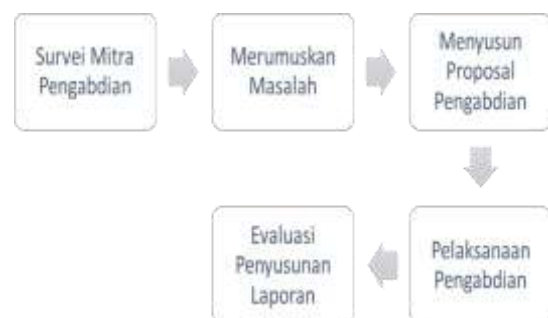 Survei Mitra
Pengabdian
Merumuskan
Masalah
Menyusun
Proposal
Pengabdian
Pelaksanaan
Pengabdian
Evaluasi
Penyusunan
Laporan